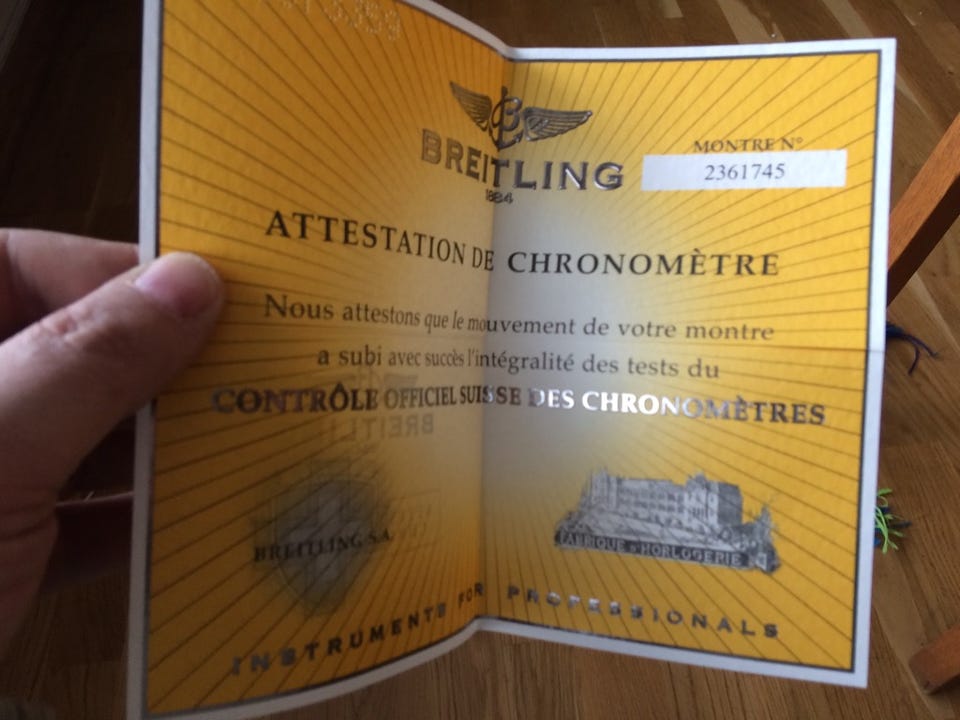 BREITLING
1884
MONTRE N°
2361745
ATTESTATION DE CHRONOMÈTRE
Nous attestons que le mouvement de votre montre
a subi avec succès l'intégralité des tests du
CONTRÔLE OFFICIEL SUISSE DES CHRONOMÈTRES
BREITLING S.A.
FABRIQUE D'HORLOGERIE
INSTRUMENTS FOR PROFESSIONALS